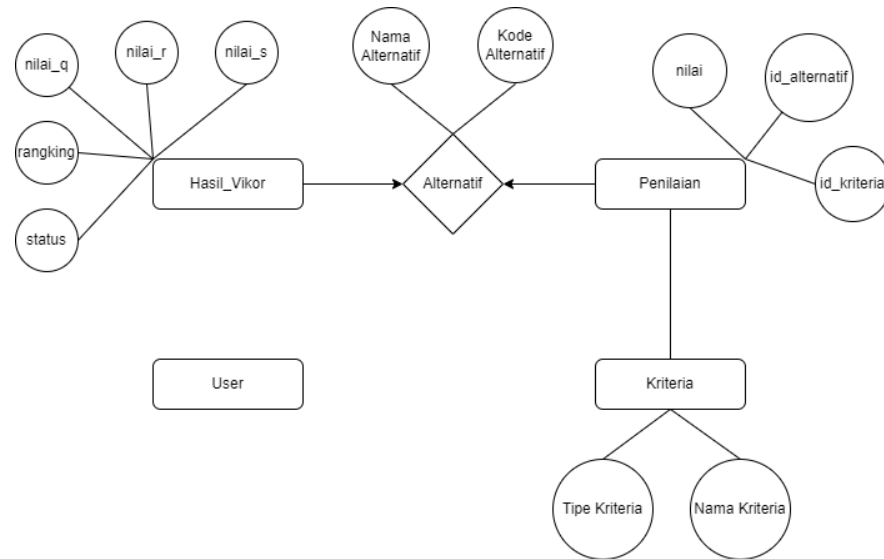 nilai_q
nilai_r
nilai_s
Nama
Alternatif
Kode
Alternatif
nilai
id_alternatif
rangking
Hasil_Vikor
Alternatif
Penilaian
id_kriteria
status
User
Kriteria
Tipe Kriteria
Nama Kriteria